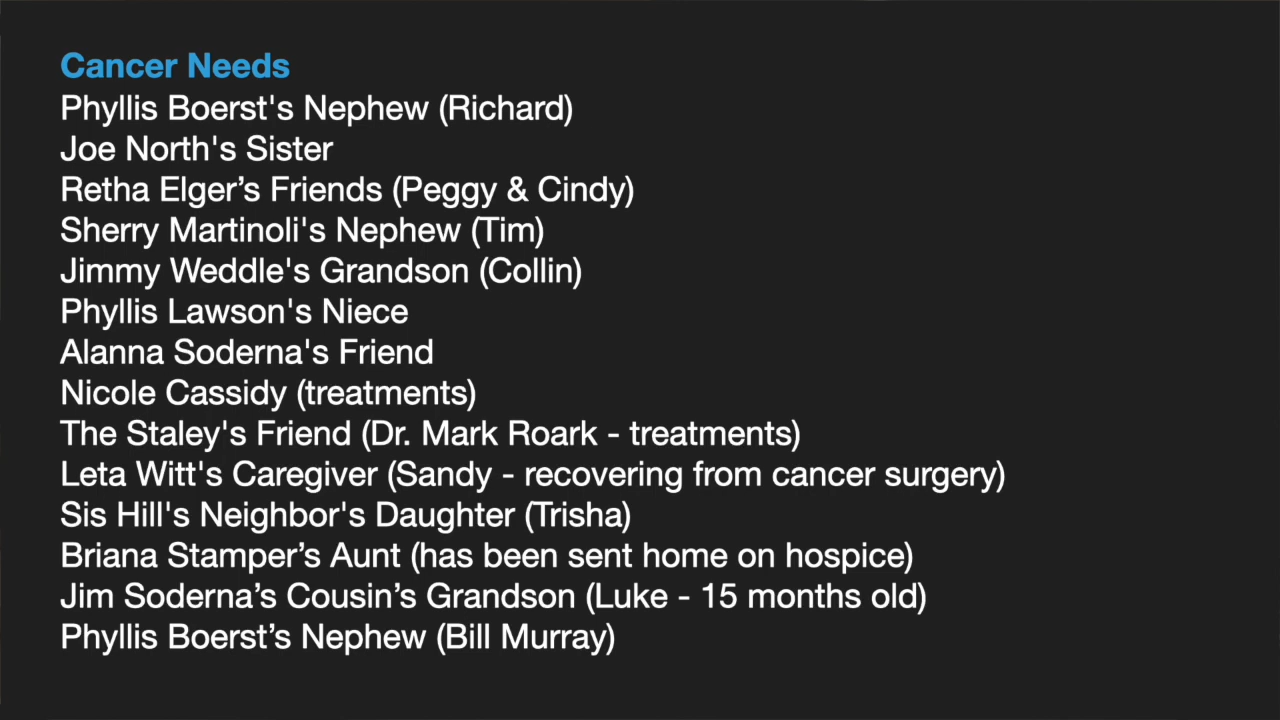 Cancer Needs
Phyllis Boerst's Nephew (Richard)
Joe North's Sister
Retha Elger’s Friends (Peggy & Cindy)
Sherry Martinoli's Nephew (Tim)
Jimmy Weddle's Grandson (Collin)
Phyllis Lawson's Niece
Alanna Soderna's Friend
Nicole Cassidy (treatments)
The Staley's Friend (Dr. Mark Roark - treatments)
Leta Witt's Caregiver (Sandy - recovering from cancer surgery)
Sis Hill's Neighbor's Daughter (Trisha)
Briana Stamper’s Aunt (has been sent home on hospice)
Jim Soderna’s Cousin’s Grandson (Luke - 15 months old)
Phyllis Boerst’s Nephew (Bill Murray)